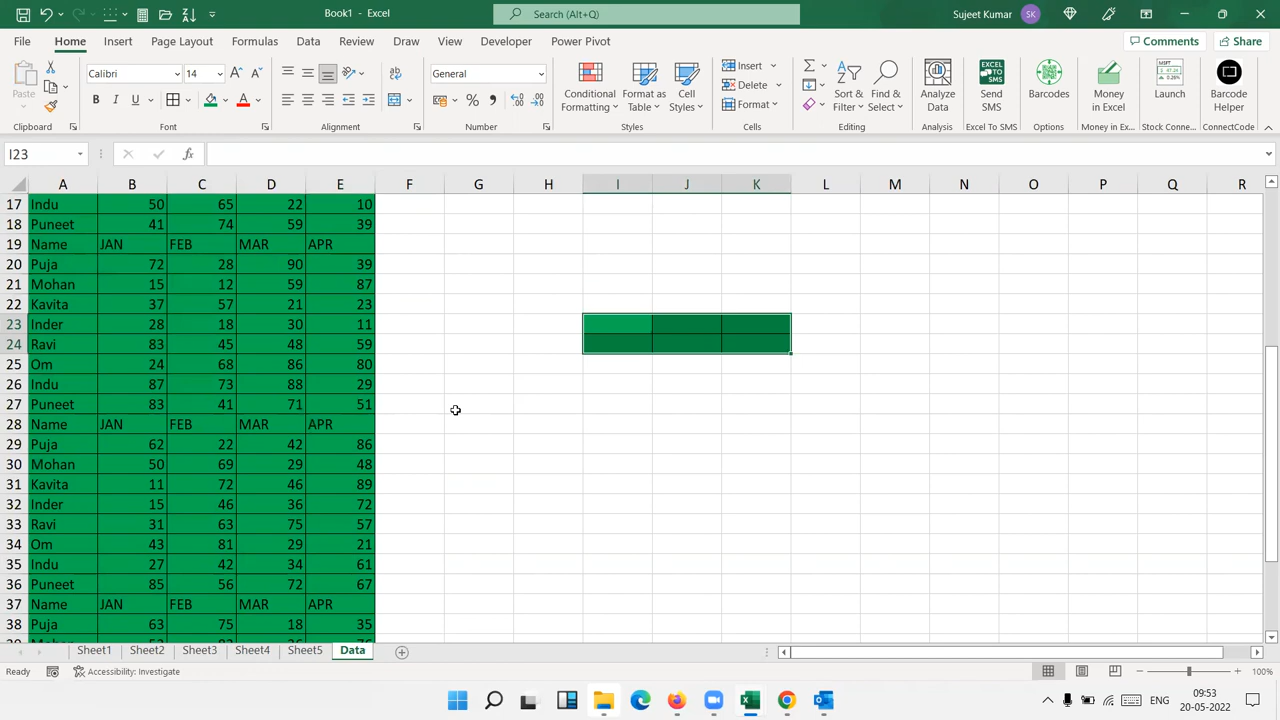 Book1 - Excel
Search (Alt+Q)
Sujeet Kumar
SK
File Home Insert Page Layout Formulas Data Review View Draw Developer Power Pivot
Comments Share
Paste
Calibri 14
General
Conditional Formatting
Format as Table
Cell Styles
Insert
Delete
Format
Sort & Filter
Find & Select
Analyze Data
Excel To SMS
Send SMS
Barcodes
Money in Excel
Launch
Barcode Helper
Clipboard Font Alignment Number Styles Cells Editing Analysis Excel To SMS Options Money in Ex... Stock Conne... ConnectCode
I23
A B C D E F G H I J K L M N O P Q R
17 Indu 50 65 22 10
18 Puneet 41 74 59 39
19 Name JAN FEB MAR APR
20 Puja 72 28 90 39
21 Mohan 15 12 59 87
22 Kavita 37 57 21 23
23 Inder 28 18 30 11
24 Ravi 83 45 48 59
25 Om 24 68 86 80
26 Indu 87 73 88 29
27 Puneet 83 41 71 51
28 Name JAN FEB MAR APR
29 Puja 62 22 42 86
30 Mohan 50 69 29 48
31 Kavita 11 72 46 89
32 Inder 15 46 36 72
33 Ravi 31 63 75 57
34 Om 43 81 29 21
35 Indu 27 42 34 61
36 Puneet 85 56 72 67
37 Name JAN FEB MAR APR
38 Puja 63 75 18 35
Sheet1 Sheet2 Sheet3 Sheet4 Sheet5 Data
Ready Accessibility: Investigate
100%
ENG
09:53
20-05-2022